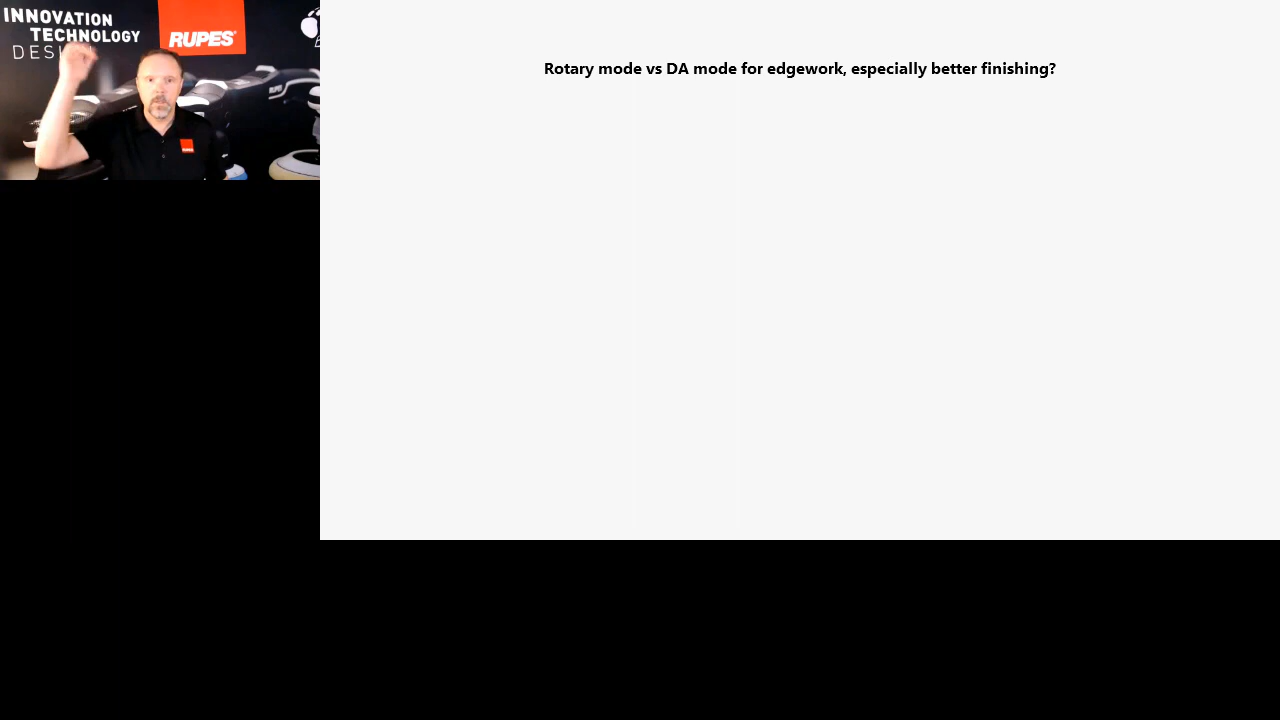 INNOVATION
TECHNOLOGY
DESIGN
RUPES
Rotary mode vs DA mode for edgework, especially better finishing?